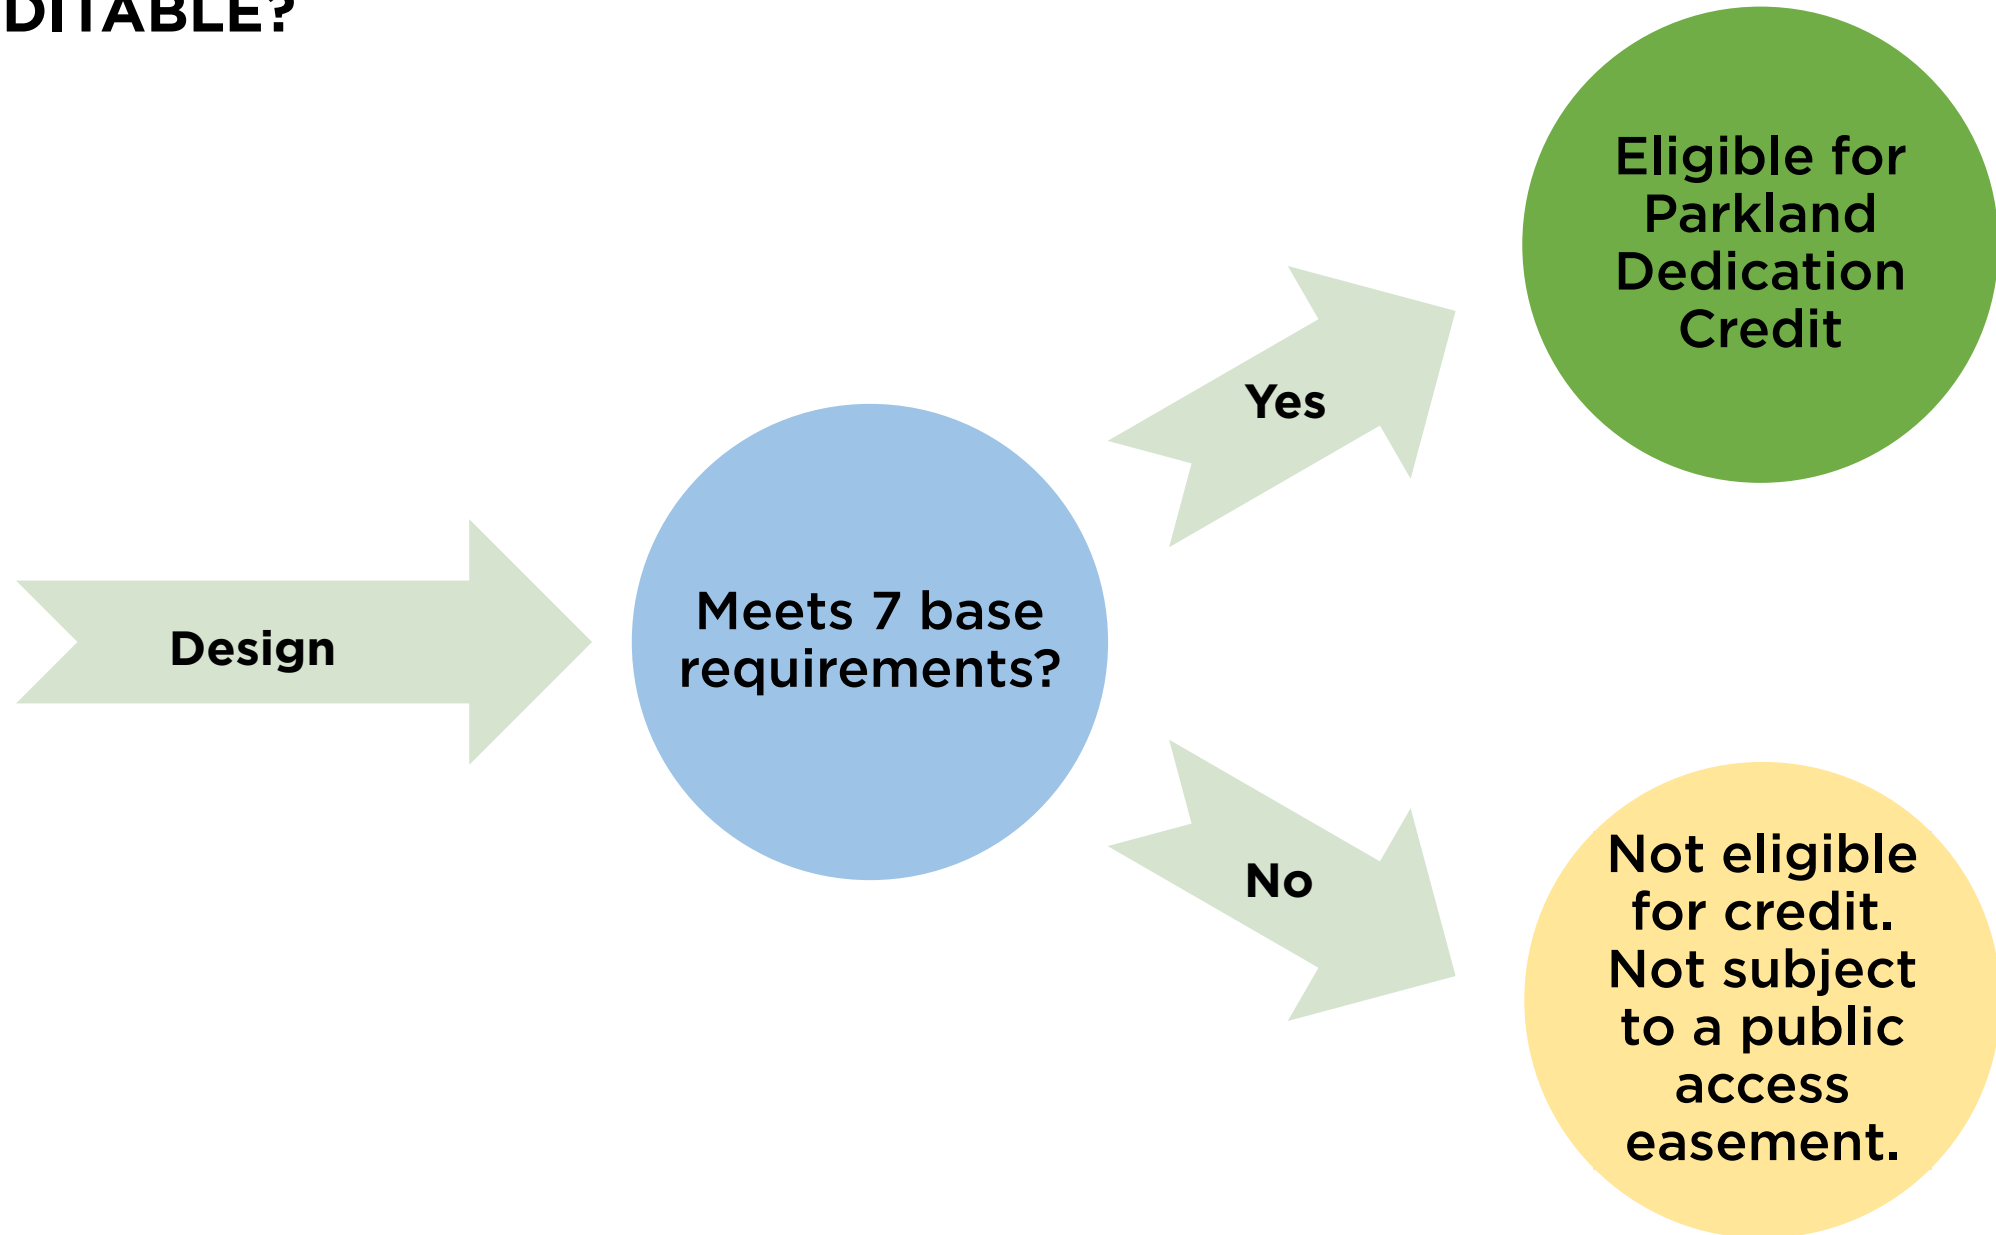 DITABLE?
Eligible for
Parkland
Dedication
Credit
Yes
Design
Meets 7 base
requirements?
No
Not eligible
for credit.
Not subject
to a public
access
easement.